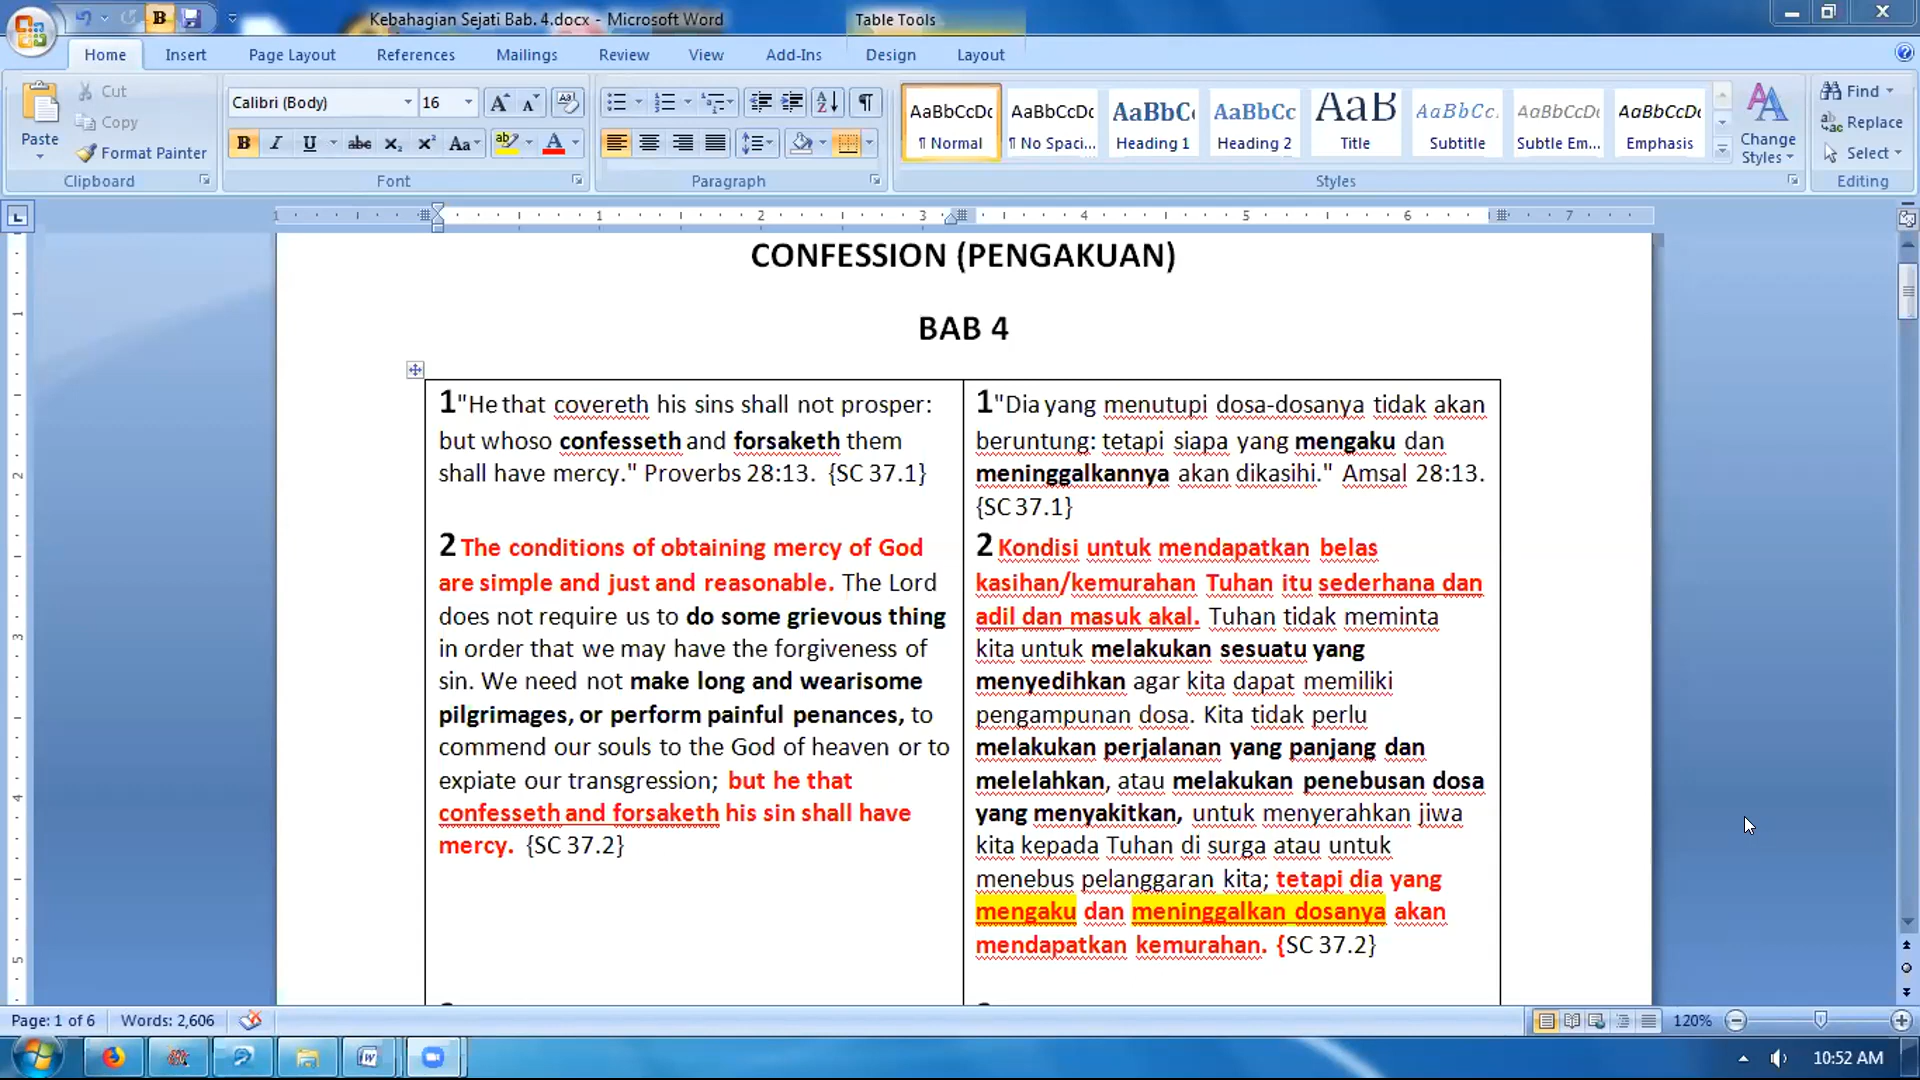 Kebahagian Sejati Bab. 4.docx - Microsoft Word
Table Tools
Home Insert Page Layout References Mailings Review View Add-Ins Design Layout
Paste
Cut
Copy
Format Painter
Clipboard
Calibri (Body) 16
Font
Paragraph
AaBbCcDc AaBbCcDc AaBbC AaBbCc AaB AaBbCc. AaBbCcDc AaBbCcDc
¶ Normal ¶ No Spaci... Heading 1 Heading 2 Title Subtitle Subtle Em... Emphasis
Change Styles
Styles
Find
Replace
Select
Editing
1 1 2 3 4 5 6 7
CONFESSION (PENGAKUAN)
BAB 4
1"He that covereth his sins shall not prosper:
but whoso confesseth and forsaketh them
shall have mercy." Proverbs 28:13. {SC 37.1}
2 The conditions of obtaining mercy of God
are simple and just and reasonable. The Lord
does not require us to do some grievous thing
in order that we may have the forgiveness of
sin. We need not make long and wearisome
pilgrimages, or perform painful penances, to
commend our souls to the God of heaven or to
expiate our transgression; but he that
confesseth and forsaketh his sin shall have
mercy. {SC 37.2}
1"Dia yang menutupi dosa-dosanya tidak akan
beruntung: tetapi siapa yang mengaku dan
meninggalkannya akan dikasihi." Amsal 28:13.
{SC 37.1}
2 Kondisi untuk mendapatkan belas
kasihan/kemurahan Tuhan itu sederhana dan
adil dan masuk akal. Tuhan tidak meminta
kita untuk melakukan sesuatu yang
menyedihkan agar kita dapat memiliki
pengampunan dosa. Kita tidak perlu
melakukan perjalanan yang panjang dan
melelahkan, atau melakukan penebusan dosa
yang menyakitkan, untuk menyerahkan jiwa
kita kepada Tuhan di surga atau untuk
menebus pelanggaran kita; tetapi dia yang
mengaku dan meninggalkan dosanya akan
mendapatkan kemurahan. {SC 37.2}
Page: 1 of 6 Words: 2,606
120%
10:52 AM